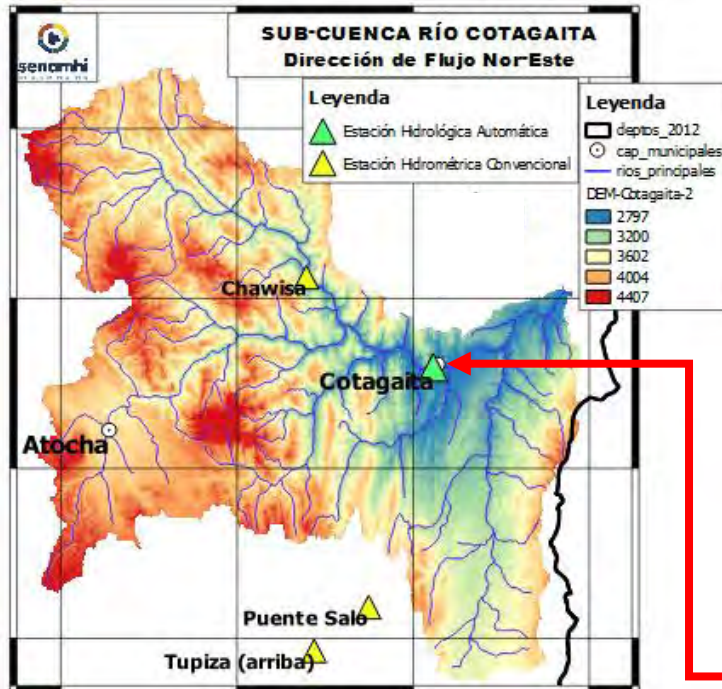 senamhi
SUB-CUENCA RÍO COTAGAITA
Dirección de Flujo Nor-Este
Leyenda
Estación Hidrológica Automática
Estación Hidrométrica Convencional
Leyenda
deptos_2012
cap_municipales
rios_principales
DEM-Cotagaita-2
2797
3200
3602
4004
4407
Chawisa
Cotagaita
Atocha
Puente Salo
Tupiza (arriba)